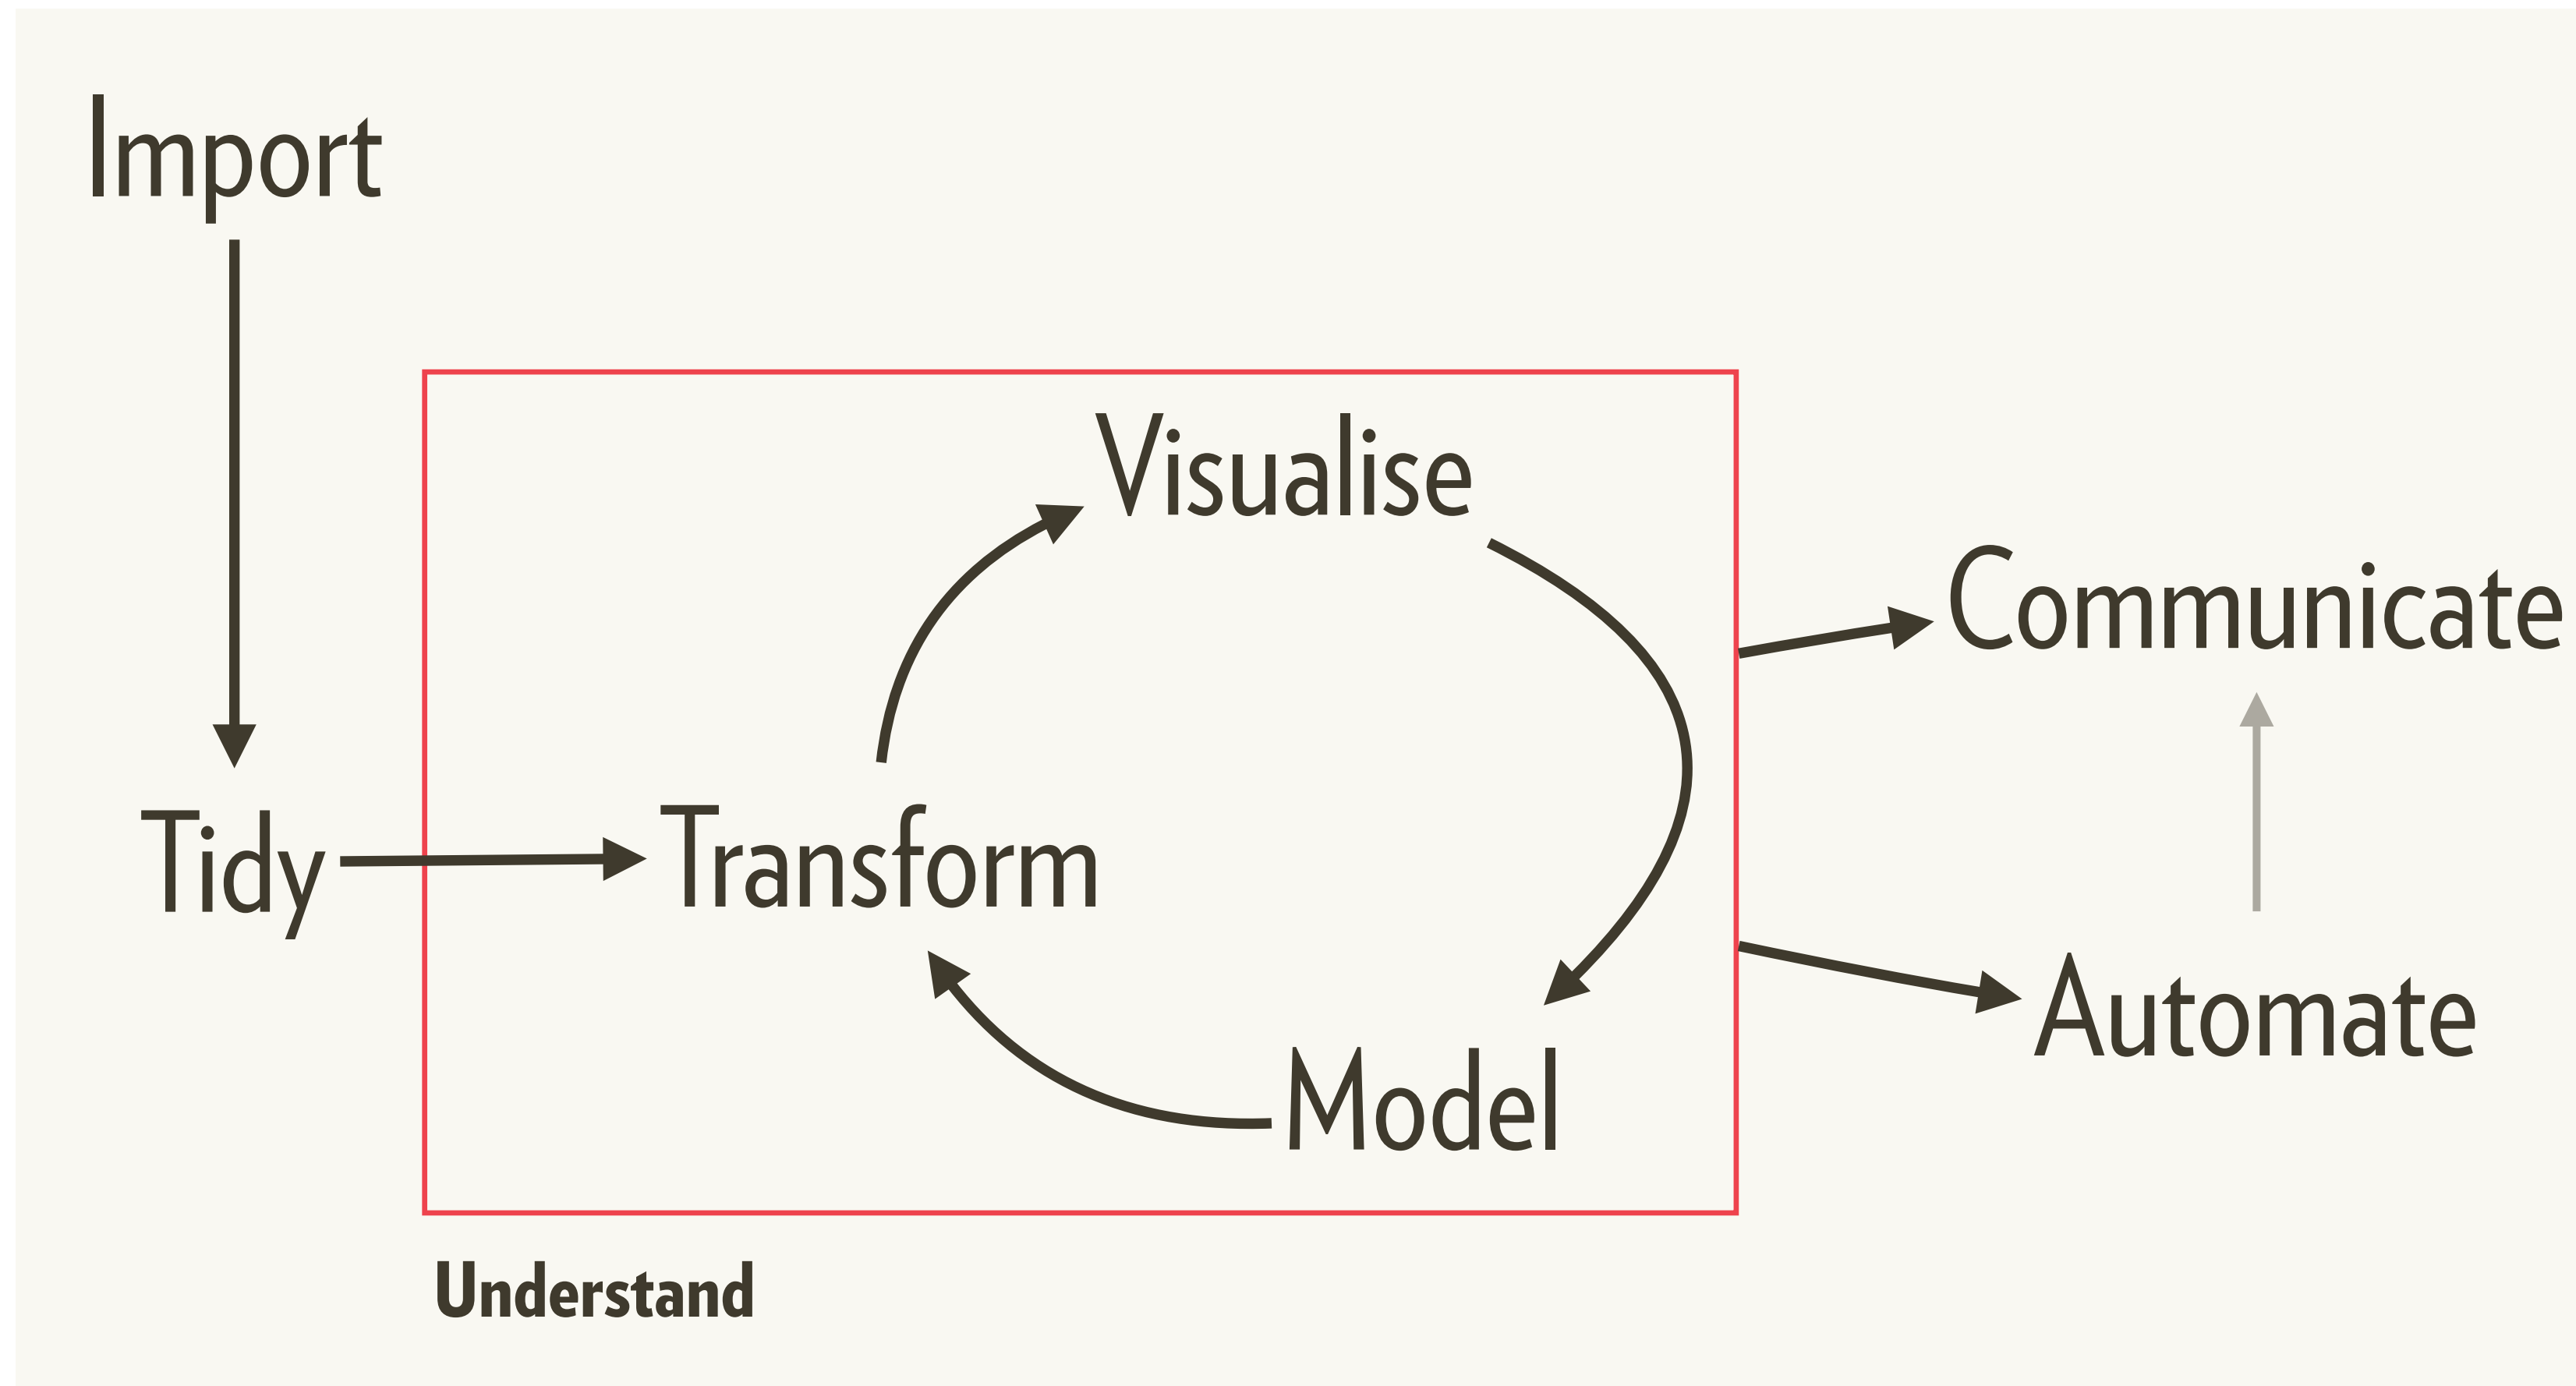 Import
Visualise
Communicate
Tidy
Transform
Automate
Model
Understand